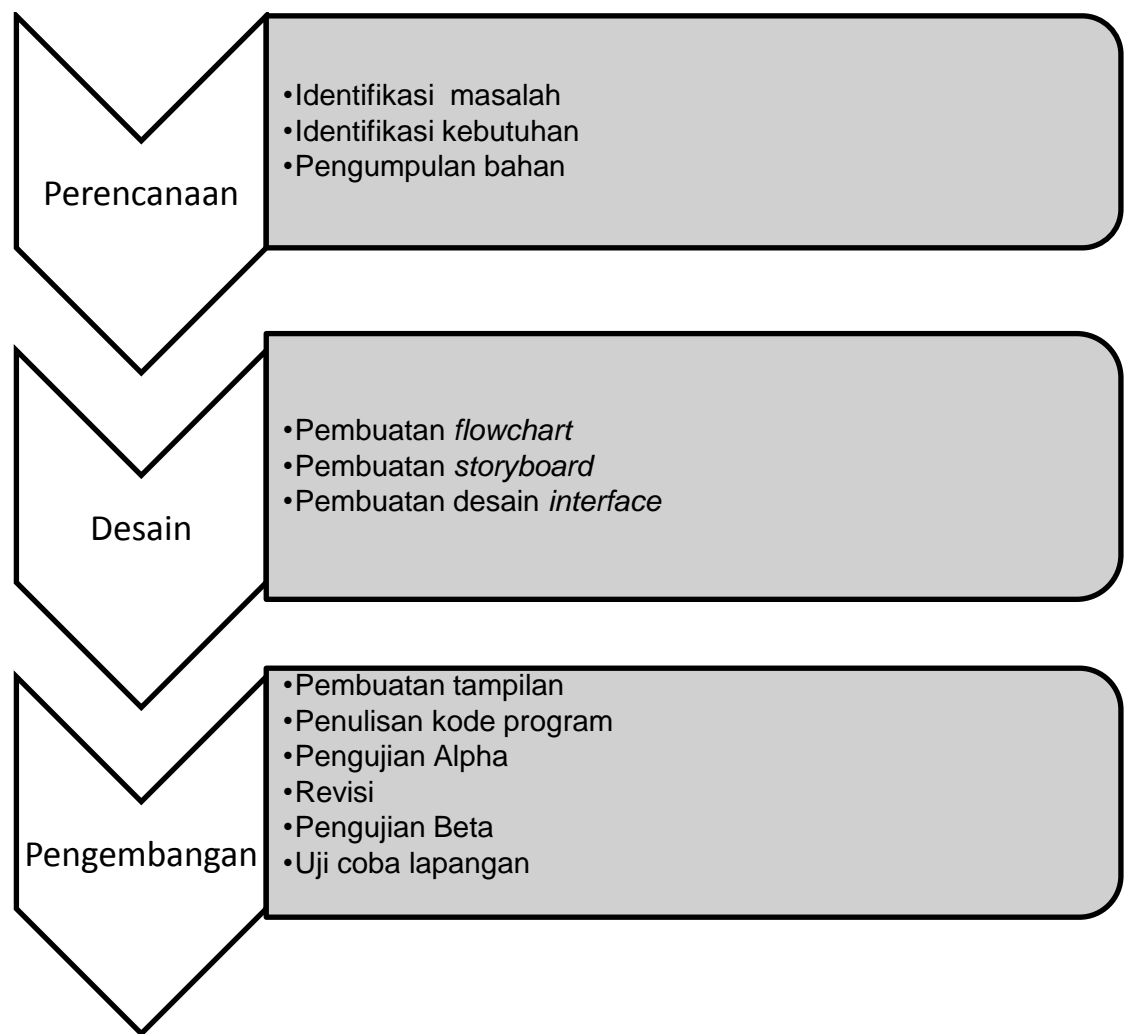 Perencanaan
•Identifikasi masalah
•Identifikasi kebutuhan
•Pengumpulan bahan
Desain
•Pembuatan flowchart
•Pembuatan storyboard
•Pembuatan desain interface
Pengembangan
•Pembuatan tampilan
•Penulisan kode program
•Pengujian Alpha
•Revisi
•Pengujian Beta
•Uji coba lapangan